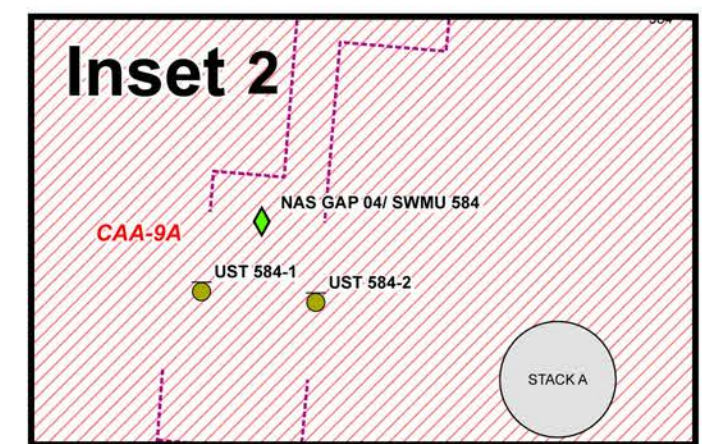 Inset 2
NAS GAP 04/ SWMU 584
CAA-9A
UST 584-1
UST 584-2
STACK A